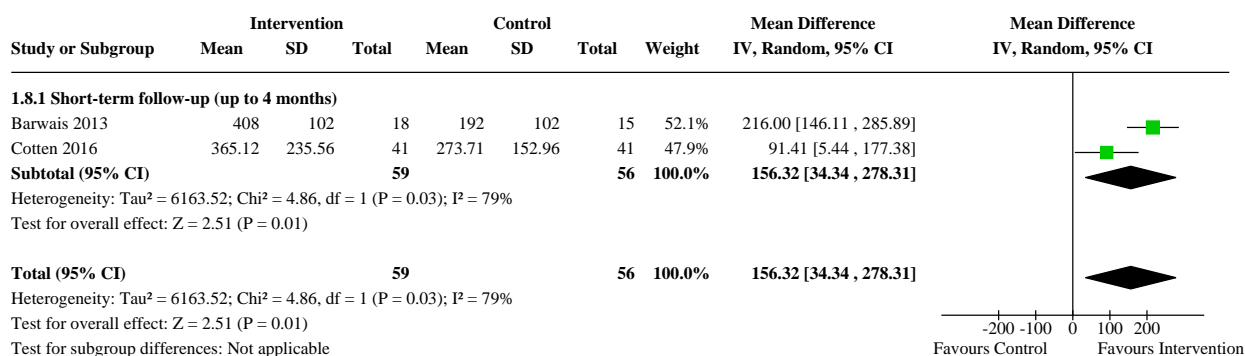 Intervention Control Mean Difference Mean Difference
Study or Subgroup Mean SD Total Mean SD Total Weight IV, Random, 95% CI IV, Random, 95% CI
1.8.1 Short-term follow-up (up to 4 months)
Barwais 2013 408 102 18 192 102 15 52.1% 216.00 [146.11 , 285.89]
Cotten 2016 365.12 235.56 41 273.71 152.96 41 47.9% 91.41 [5.44 , 177.38]
Subtotal (95% CI) 59 56 100.0% 156.32 [34.34 , 278.31]
Heterogeneity: Tau² = 6163.52; Chi² = 4.86, df = 1 (P = 0.03); I² = 79%
Test for overall effect: Z = 2.51 (P = 0.01)
Total (95% CI) 59 56 100.0% 156.32 [34.34 , 278.31]
Heterogeneity: Tau² = 6163.52; Chi² = 4.86, df = 1 (P = 0.03); I² = 79%
Test for overall effect: Z = 2.51 (P = 0.01)
-200 -100 0 100 200
Test for subgroup differences: Not applicable Favours Control Favours Intervention